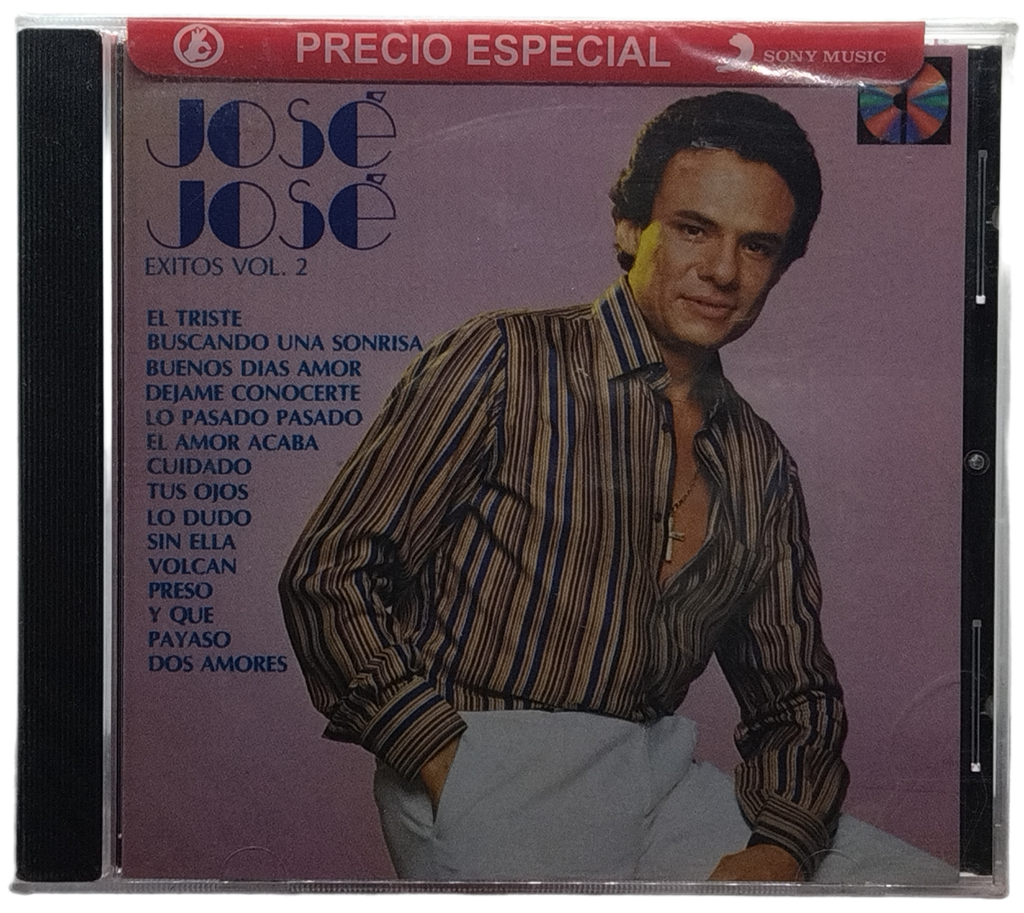 PRECIO ESPECIAL
SONY MUSIC
JOSÉ
JOSÉ
EXITOS VOL. 2
EL TRISTE
BUSCANDO UNA SONRISA
BUENOS DIAS AMOR
DEJAME CONOCERTE
LO PASADO PASADO
EL AMOR ACABA
CUIDADO
TUS OJOS
LO DUDO
SIN ELLA
VOLCAN
PRESO
Y QUE
PAYASO
DOS AMORES